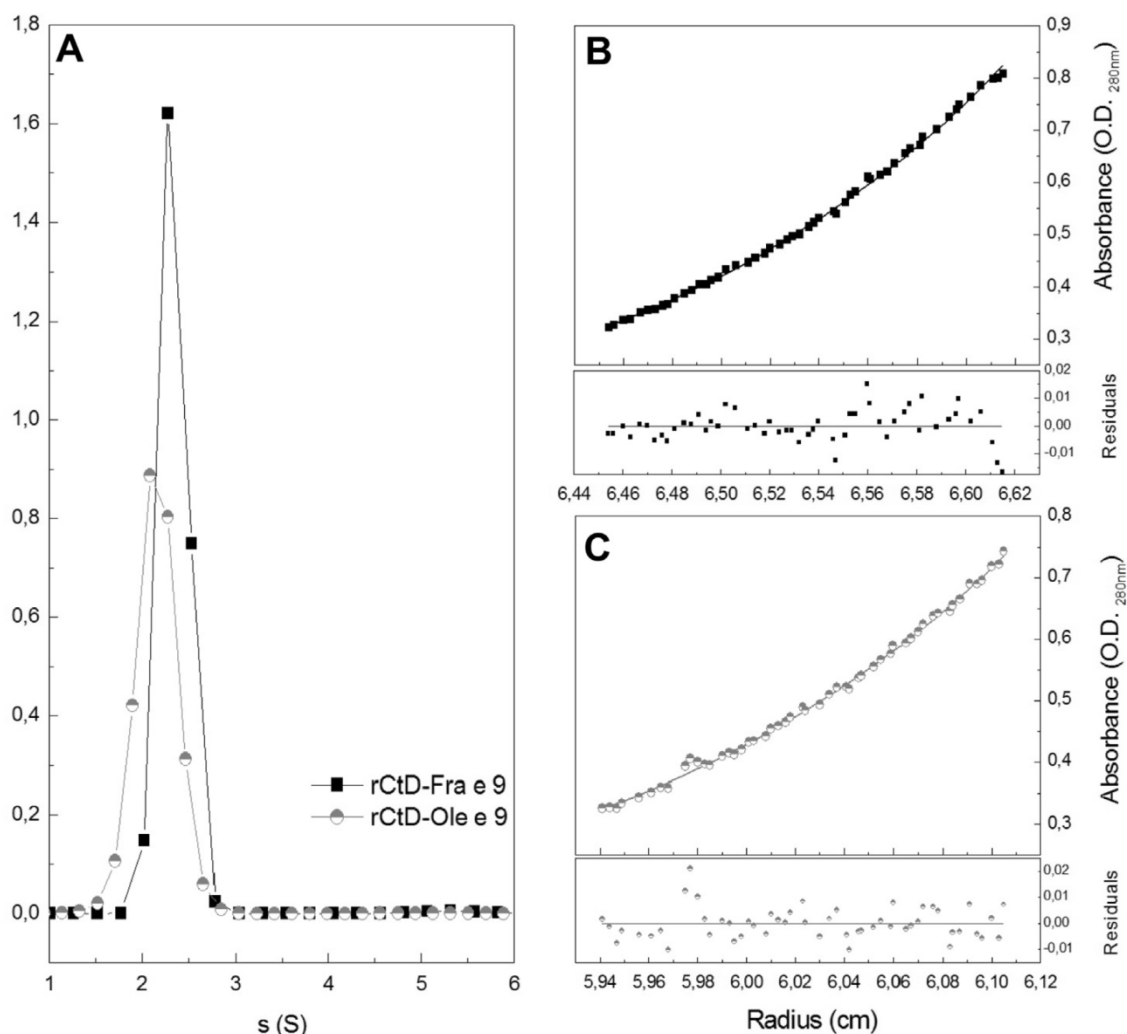 A
1,8
1,6
1,4
1,2
1,0
0,8
0,6
0,4
0,2
0,0
rCtD-Fra e 9
rCtD-Ole e 9
1 2 3 4 5 6
s (S)
B
0,9
0,8
0,7
0,6
0,5
0,4
0,3
Absorbance (O.D. 280nm)
0,02
0,01
0,00
-0,01
Residuals
6,44 6,46 6,48 6,50 6,52 6,54 6,56 6,58 6,60 6,62
C
0,8
0,7
0,6
0,5
0,4
0,3
Absorbance (O.D. 280nm)
0,02
0,01
0,00
-0,01
Residuals
5,94 5,96 5,98 6,00 6,02 6,04 6,06 6,08 6,10 6,12
Radius (cm)